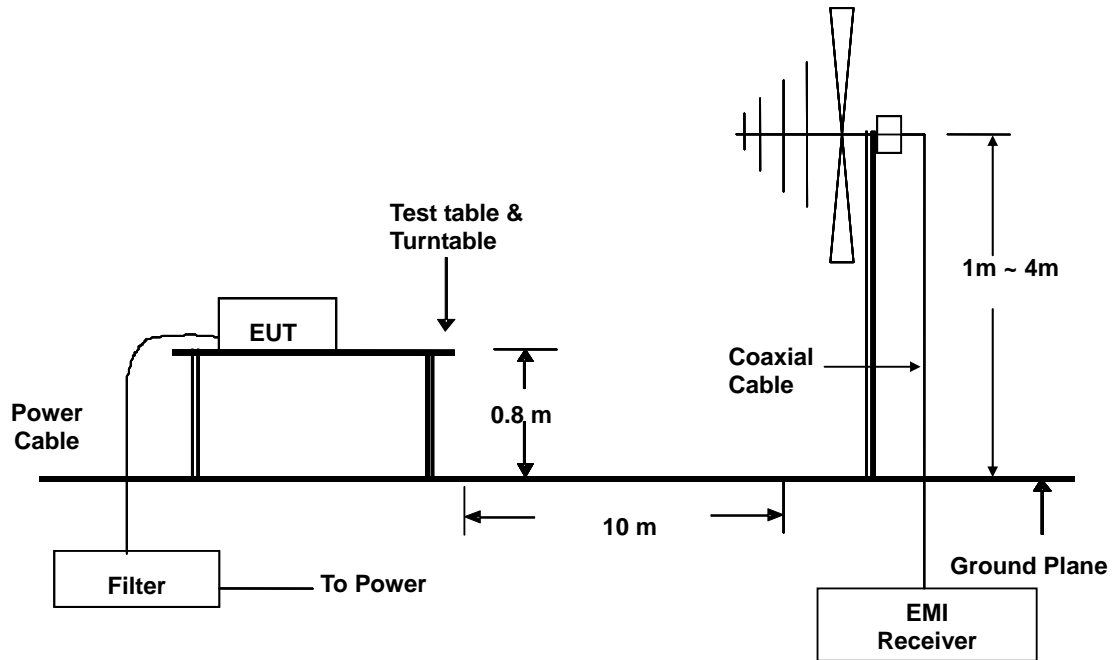 Test table &
Turntable
1m ~ 4m
EUT
Coaxial
Cable
0.8 m
Power
Cable
10 m
Filter
To Power
Ground Plane
EMI
Receiver